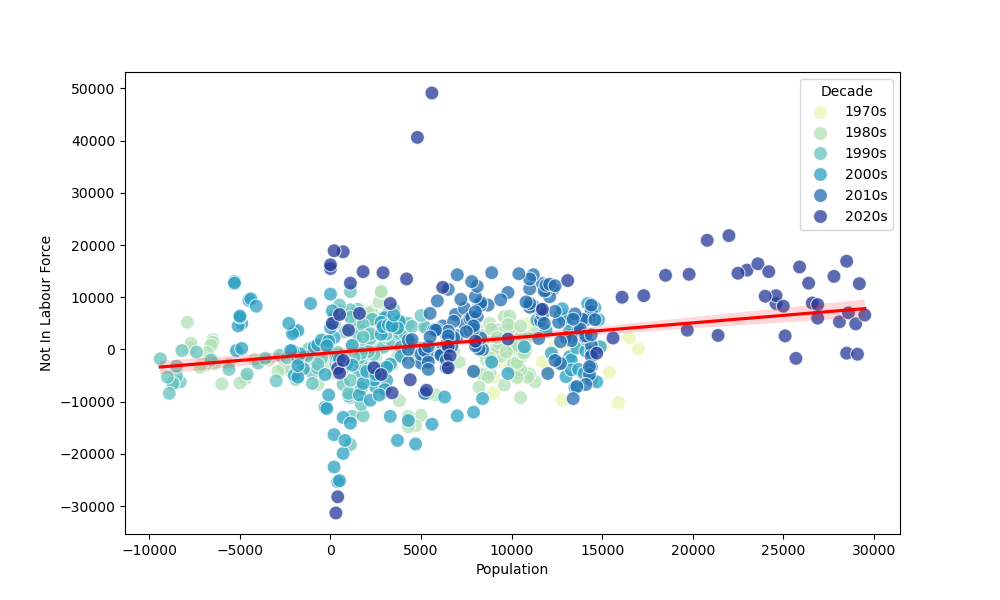 50000
40000
30000
20000
10000
0
−10000
−20000
−30000
Not In Labour Force
Decade
1970s
1980s
1990s
2000s
2010s
2020s
−10000 −5000 0 5000 10000 15000 20000 25000 30000
Population